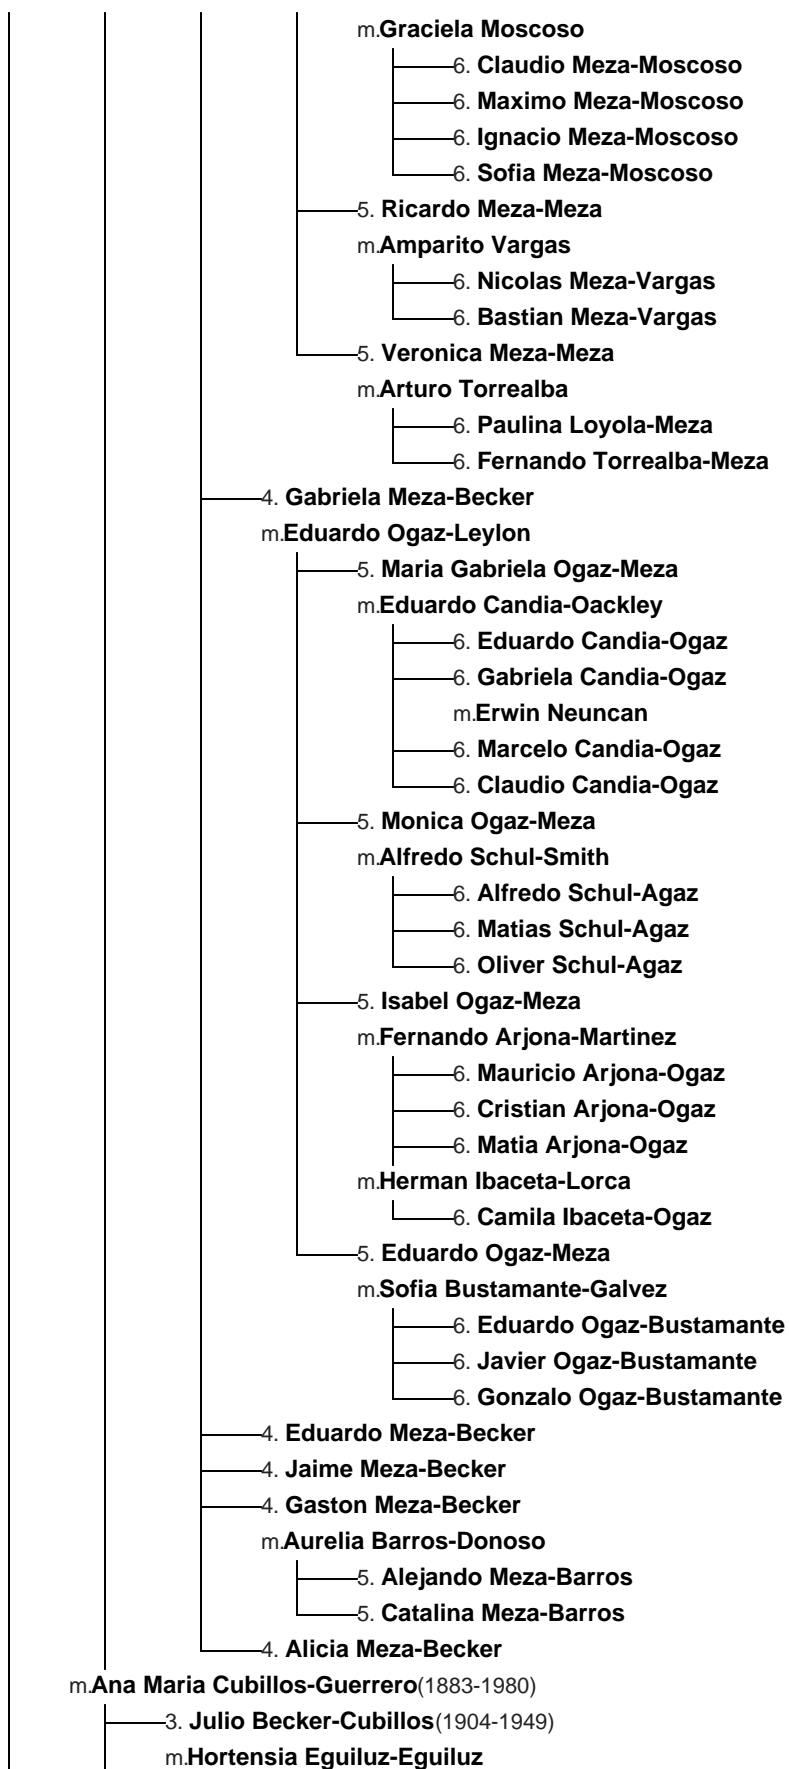 m.Graciela Moscoso
6. Claudio Meza-Moscoso
6. Maximo Meza-Moscoso
6. Ignacio Meza-Moscoso
6. Sofia Meza-Moscoso
5. Ricardo Meza-Meza
m.Amparito Vargas
6. Nicolas Meza-Vargas
6. Bastian Meza-Vargas
5. Veronica Meza-Meza
m.Arturo Torrealba
6. Paulina Loyola-Meza
6. Fernando Torrealba-Meza
4. Gabriela Meza-Becker
m.Eduardo Ogaz-Leylon
5. Maria Gabriela Ogaz-Meza
m.Eduardo Candia-Oackley
6. Eduardo Candia-Ogaz
6. Gabriela Candia-Ogaz
m.Erwin Neuncan
6. Marcelo Candia-Ogaz
6. Claudio Candia-Ogaz
5. Monica Ogaz-Meza
m.Alfredo Schul-Smith
6. Alfredo Schul-Agaz
6. Matias Schul-Agaz
6. Oliver Schul-Agaz
5. Isabel Ogaz-Meza
m.Fernando Arjona-Martinez
6. Mauricio Arjona-Ogaz
6. Cristian Arjona-Ogaz
6. Matia Arjona-Ogaz
m.Herman Ibaceta-Lorca
6. Camila Ibaceta-Ogaz
5. Eduardo Ogaz-Meza
m.Sofia Bustamante-Galvez
6. Eduardo Ogaz-Bustamante
6. Javier Ogaz-Bustamante
6. Gonzalo Ogaz-Bustamante
4. Eduardo Meza-Becker
4. Jaime Meza-Becker
4. Gaston Meza-Becker
m.Aurelia Barros-Donoso
5. Alejando Meza-Barros
5. Catalina Meza-Barros
4. Alicia Meza-Becker
m.Ana Maria Cubillos-Guerrero(1883-1980)
3. Julio Becker-Cubillos(1904-1949)
m.Hortensia Eguiluz-Eguiluz